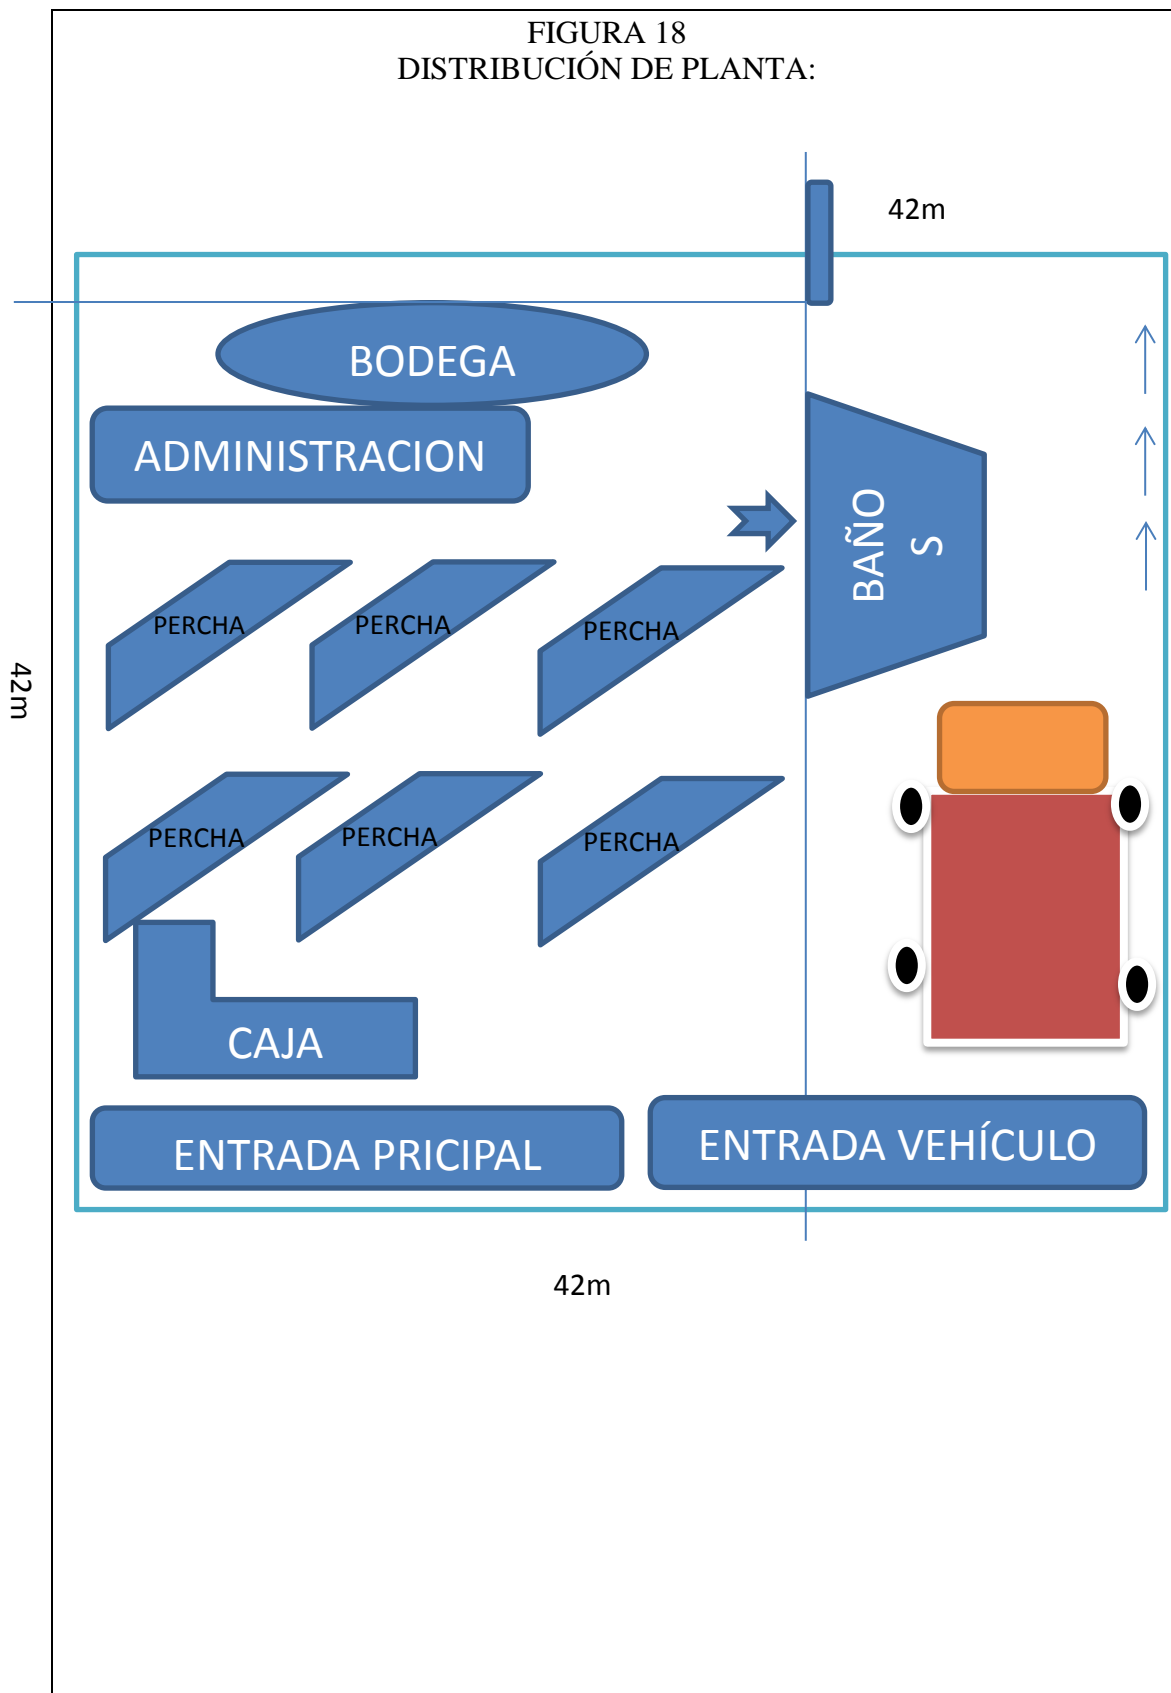 FIGURA 18
DISTRIBUCIÓN DE PLANTA:
42m
BODEGA
ADMINISTRACION
BAÑO
S
PERCHA
PERCHA
PERCHA
42m
PERCHA
PERCHA
PERCHA
CAJA
ENTRADA PRICIPAL
ENTRADA VEHÍCULO
42m